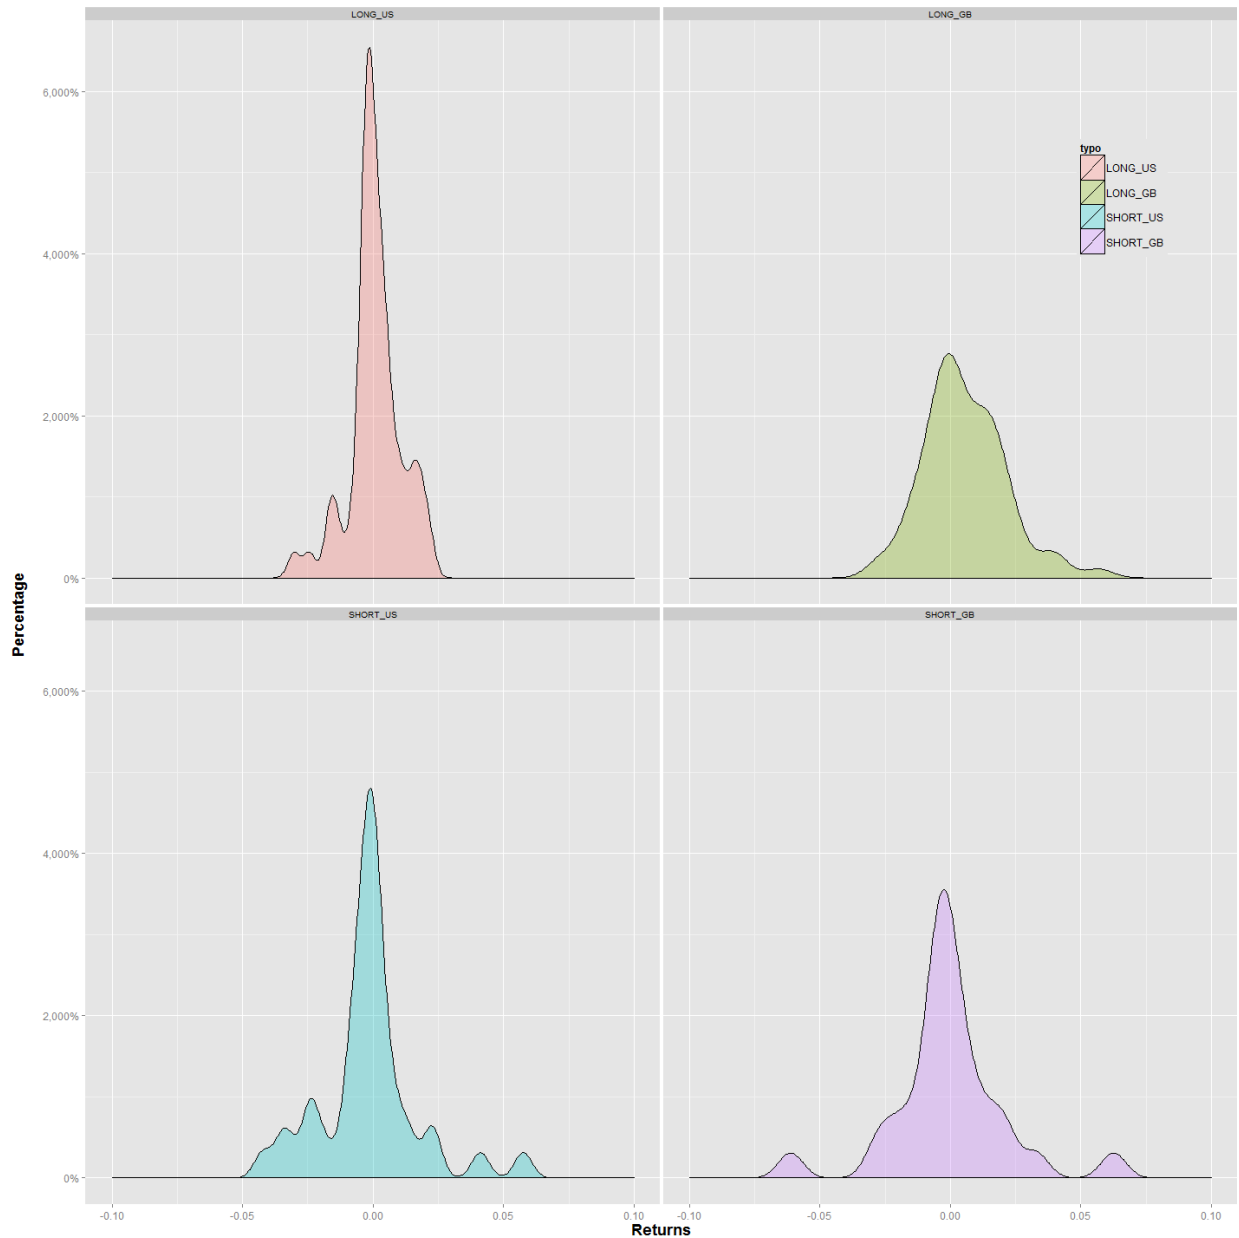 LONG_US
LONG_GB
6,000%
4,000%
2,000%
0%
typo
LONG_US
LONG_GB
SHORT_US
SHORT_GB
Percentage
SHORT_US
SHORT_GB
6,000%
4,000%
2,000%
0%
-0.10 -0.05 0.00 0.05 0.10 -0.10 -0.05 0.00 0.05 0.10
Returns